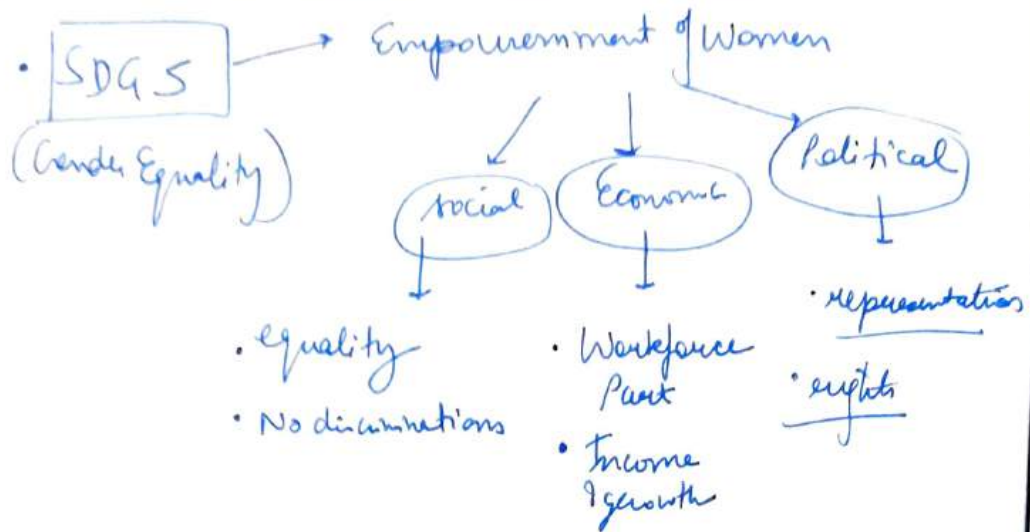 • SDG 5 → Empowerment of Women
(Gender Equality)
Social
Economic
Political
• equality
• No discriminations
• Workforce
Part
• Income
& growth
• representation
• rights